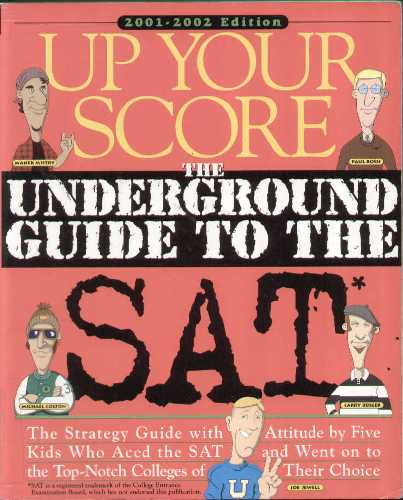 2001-2002 Edition
UP YOUR
SCORE
MANEK MISTRY
PAUL ROSSI
THE
UNDERGROUND
GUIDE TO THE
SAT*
MICHAEL COLTON
LARRY BERGER
The Strategy Guide with Attitude by Five
Kids Who Aced the SAT and Went on to
the Top-Notch Colleges of Their Choice
U
JOE JEWELL
*SAT is a registered trademark of the College Entrance
Examination Board, which has not endorsed this publication.